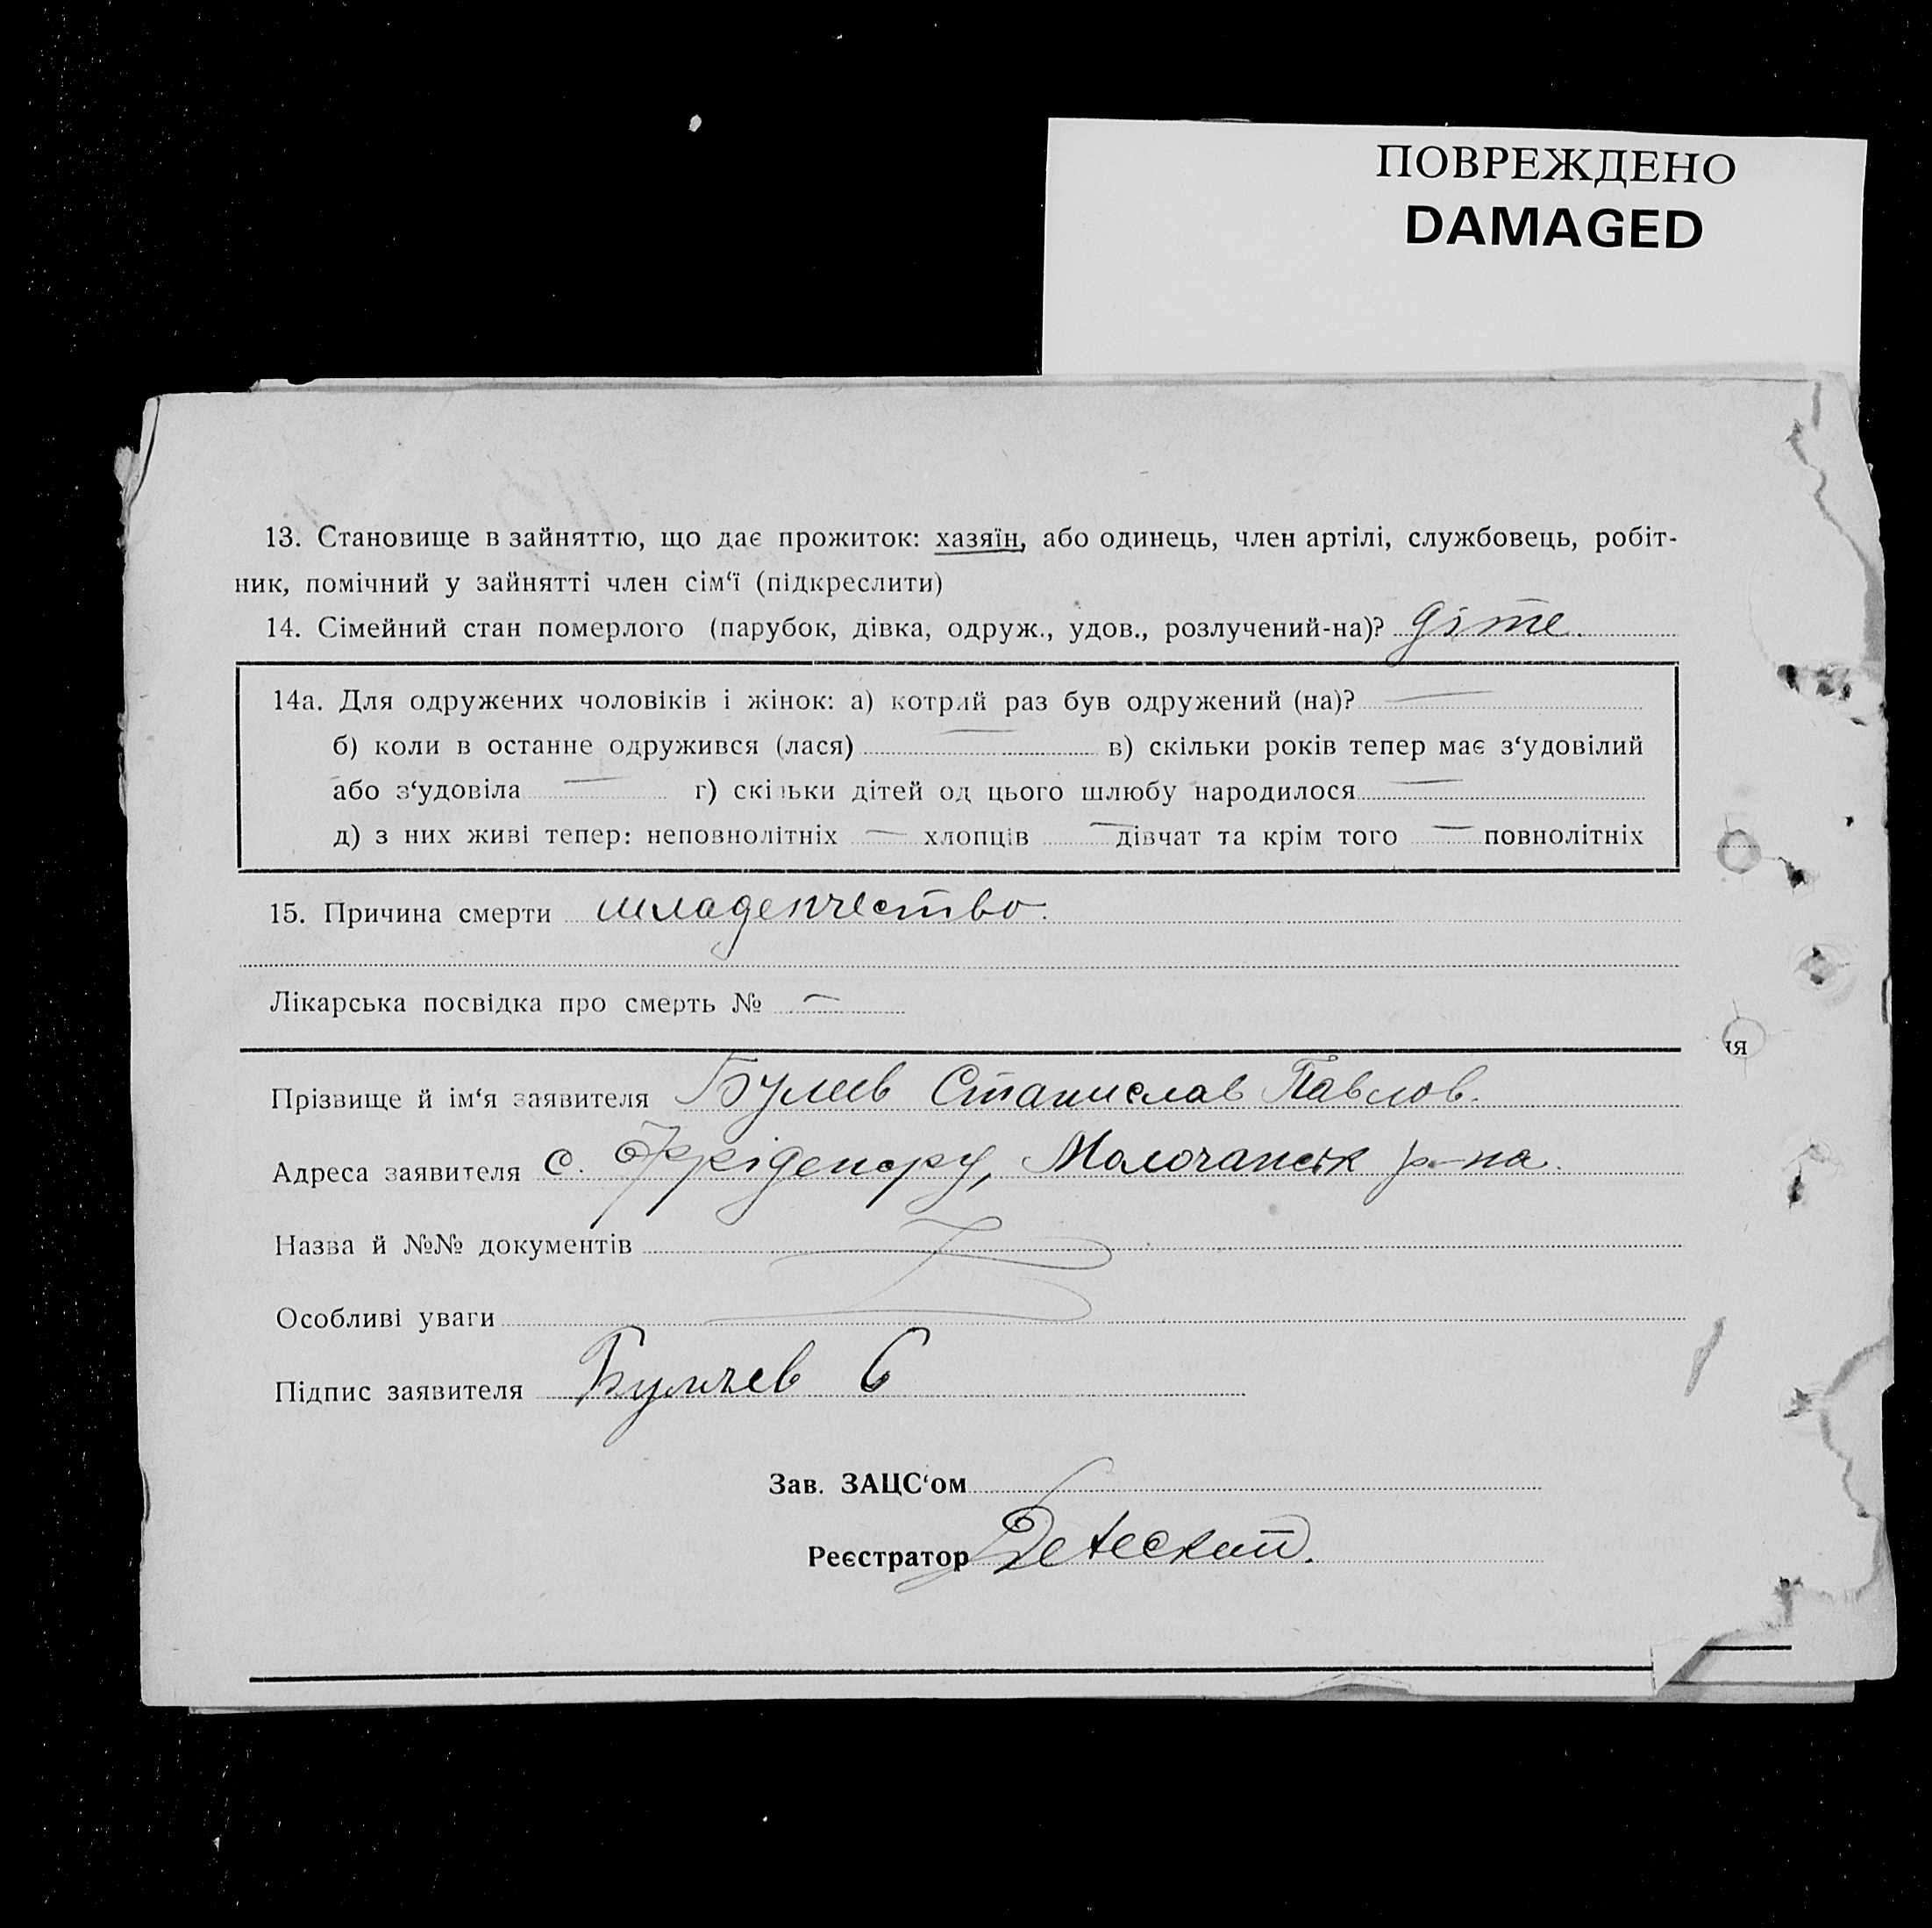 ПОВРЕЖДЕНО
DAMAGED
13. Становище в зайняттю, що дає прожиток: хазяїн, або одинець, член артілі, службовець, робіт-
ник, помічний у зайнятті член сім‘ї (підкреслити)
14. Сімейний стан померлого (парубок, дівка, одруж., удов., розлучений-на)? діте.
14а. Для одружених чоловіків і жінок: а) котрий раз був одружений (на)? —
б) коли в останне одружився (лася) — в) скільки років тепер має з‘удовілий
або з‘удовіла — г) скільки дітей од цього шлюбу народилося —
д) з них живі тепер: неповнолітніх — хлопців — дівчат та крім того — повнолітніх
15. Причина смерти младенчество.
Лікарська посвідка про смерть № —
ія
Прізвище й ім‘я заявителя Станислав Павлов.
Адреса заявителя с. Молочанськ р-на.
Назва й №№ документів
Особливі уваги
Підпис заявителя
Зав. ЗАЦС‘ом
Реєстратор